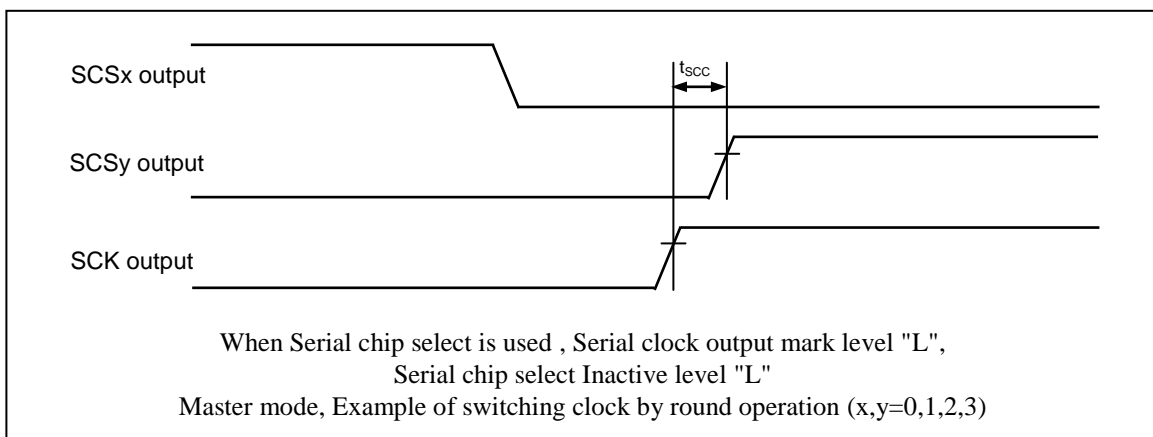 SCSx output
tSCC
SCSy output
SCK output
When Serial chip select is used , Serial clock output mark level "L",
Serial chip select Inactive level "L"
Master mode, Example of switching clock by round operation (x,y=0,1,2,3)